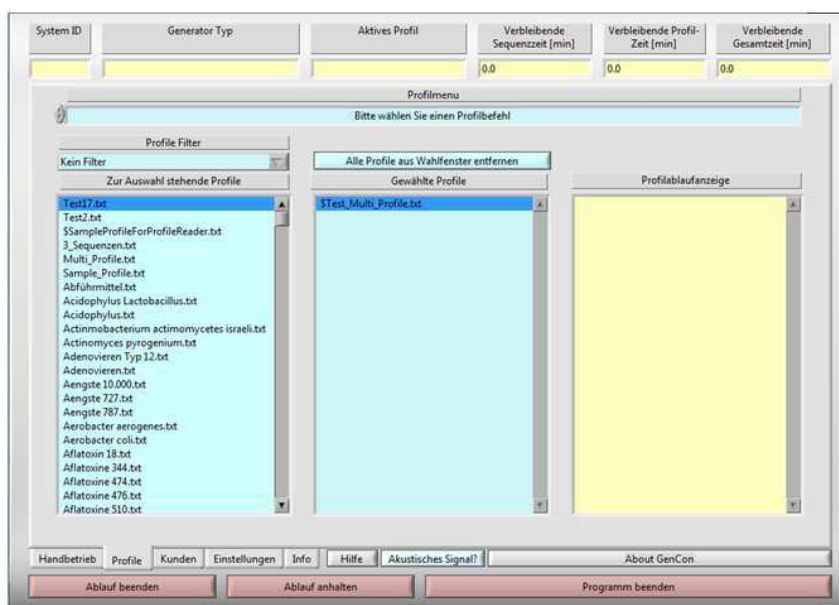 System ID
Generator Typ
Aktives Profil
Verbleibende Sequenzzeit [min]
Verbleibende Profil-Zeit [min]
Verbleibende Gesamtzeit [min]
0.0
0.0
0.0
Profilmenu
Bitte wählen Sie einen Profilbefehl
Profile Filter
Kein Filter
Alle Profile aus Wahlfenster entfernen
Zur Auswahl stehende Profile
Gewählte Profile
Profilablaufanzeige
Test17.txt
Test2.txt
$SampleProfileForProfileReader.txt
3_Sequenzen.txt
Multi_Profile.txt
Sample_Profile.txt
Abführmittel.txt
Acidophylus Lactobacillus.txt
Acidophylus.txt
Actinmobacterium actimomycetes israeli.txt
Actinomyces pyrogenium.txt
Adenovieren Typ 12.txt
Adenovieren.txt
Aengste 10.000.txt
Aengste 727.txt
Aengste 787.txt
Aerobacter aerogenes.txt
Aerobacter coli.txt
Aflatoxin 18.txt
Aflatoxine 344.txt
Aflatoxine 474.txt
Aflatoxine 476.txt
Aflatoxine 510.txt
$Test_Multi_Profile.txt
Handbetrieb
Profile
Kunden
Einstellungen
Info
Hilfe
Akustisches Signal?
About GenCon
Ablauf beenden
Ablauf anhalten
Programm beenden